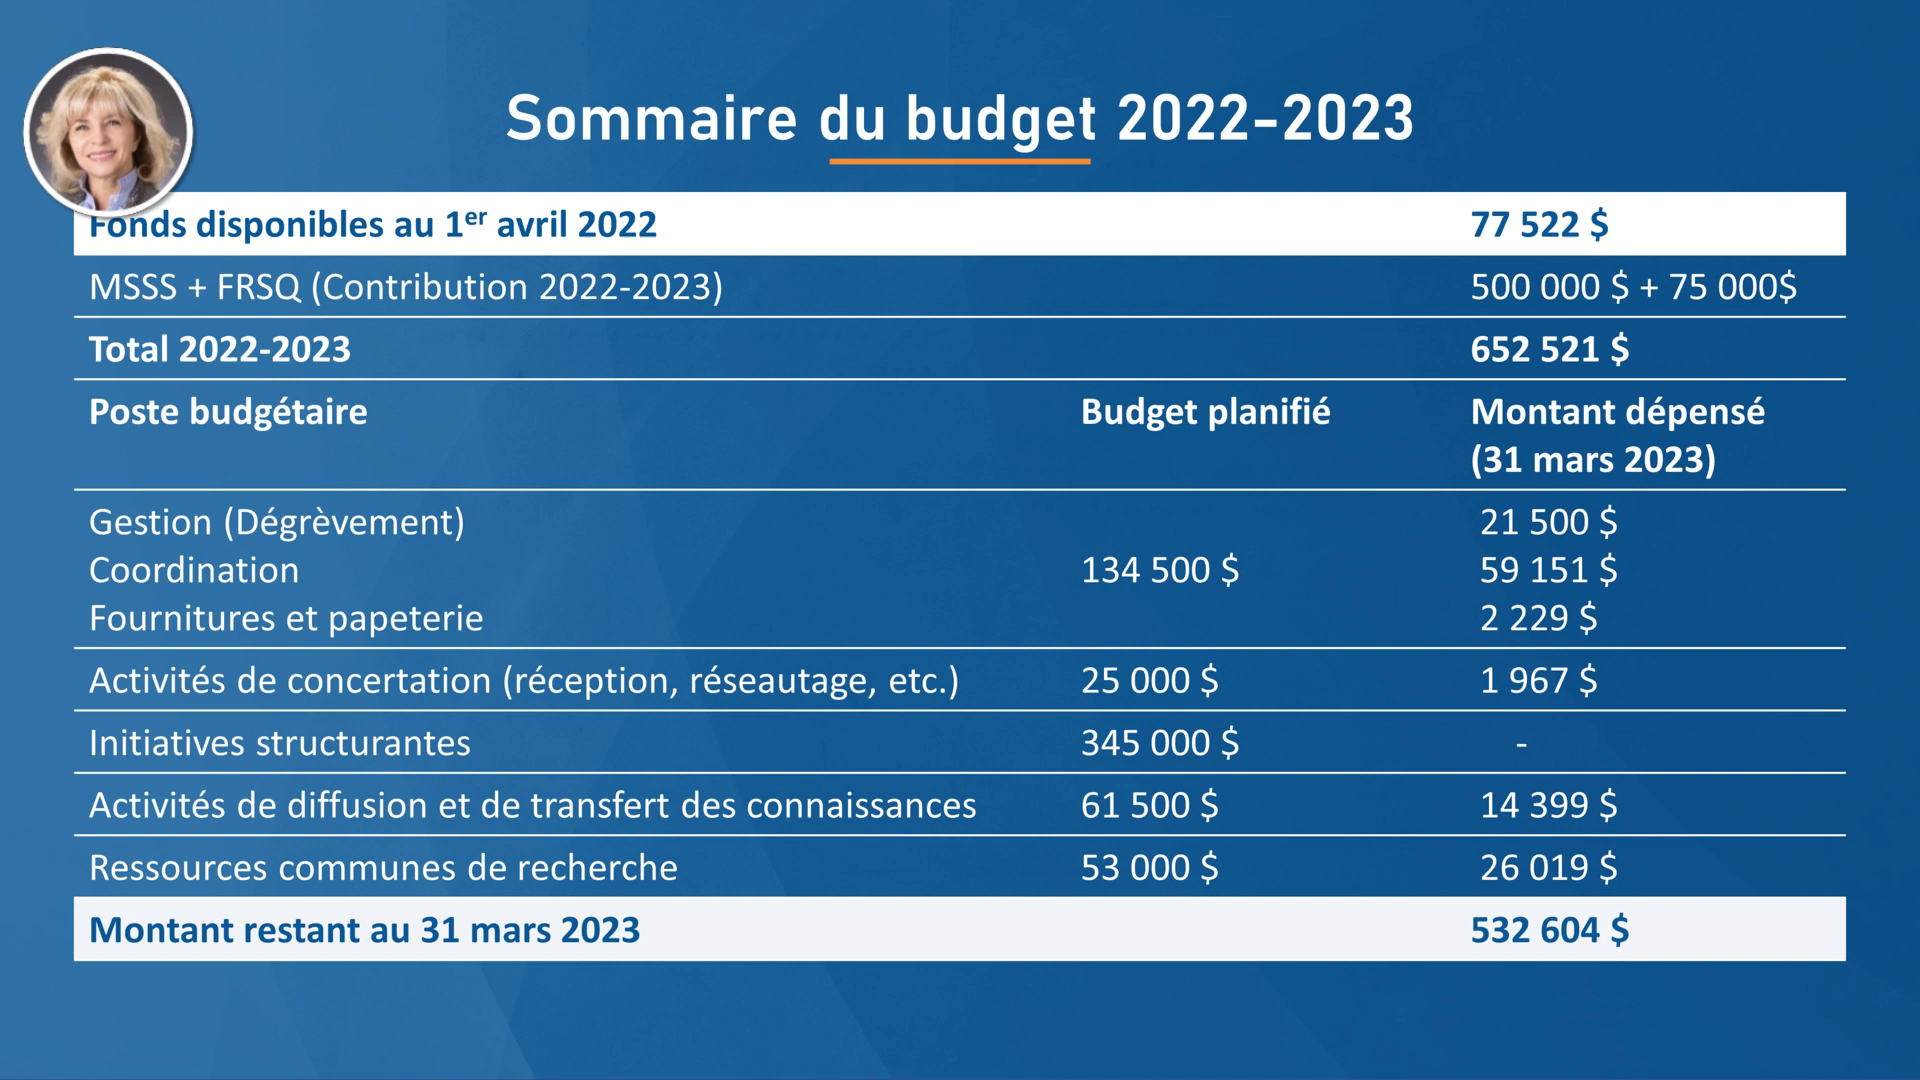 Sommaire du budget 2022-2023
Fonds disponibles au 1er avril 2022 77 522 $
MSSS + FRSQ (Contribution 2022-2023) 500 000 $ + 75 000$
Total 2022-2023 652 521 $
Poste budgétaire Budget planifié Montant dépensé
(31 mars 2023)
Gestion (Dégrèvement) 21 500 $
Coordination 134 500 $ 59 151 $
Fournitures et papeterie 2 229 $
Activités de concertation (réception, réseautage, etc.) 25 000 $ 1 967 $
Initiatives structurantes 345 000 $ -
Activités de diffusion et de transfert des connaissances 61 500 $ 14 399 $
Ressources communes de recherche 53 000 $ 26 019 $
Montant restant au 31 mars 2023 532 604 $